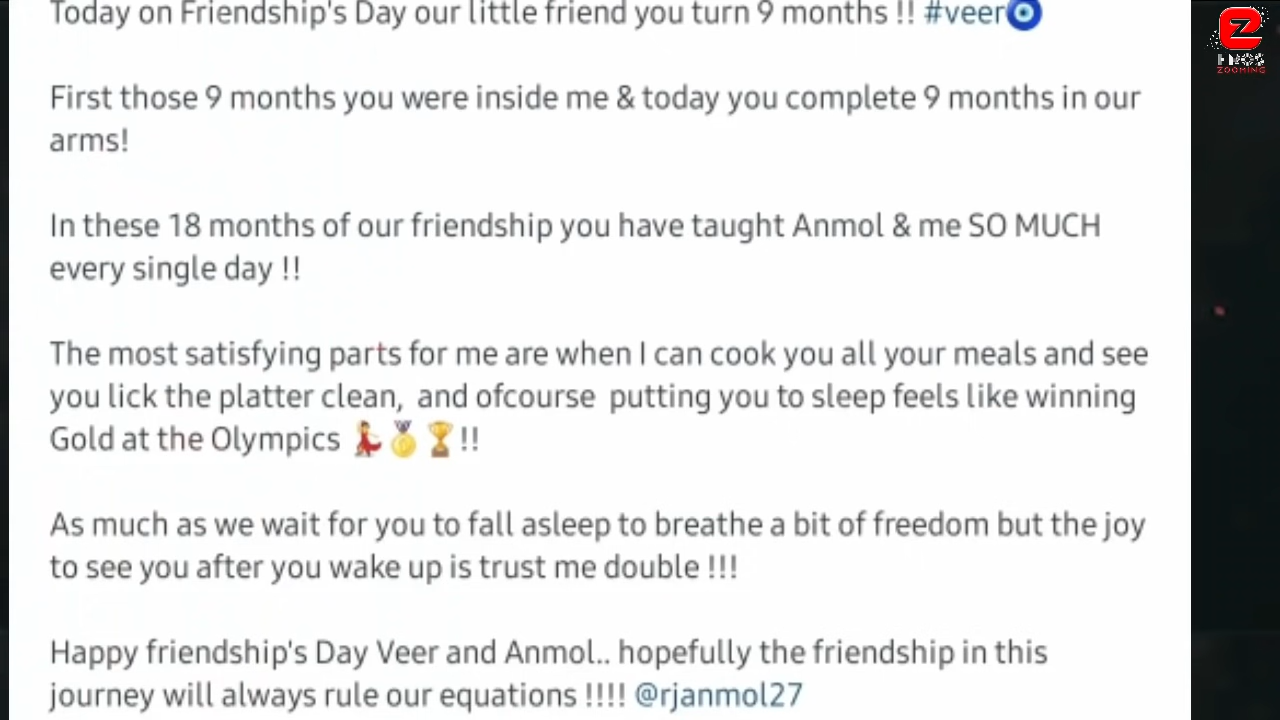 Today on Friendship's Day our little friend you turn 9 months !! #veer🧿
First those 9 months you were inside me & today you complete 9 months in our
arms!
In these 18 months of our friendship you have taught Anmol & me SO MUCH
every single day !!
The most satisfying parts for me are when I can cook you all your meals and see
you lick the platter clean,  and ofcourse  putting you to sleep feels like winning
Gold at the Olympics 💃🏅🏆!!
As much as we wait for you to fall asleep to breathe a bit of freedom but the joy
to see you after you wake up is trust me double !!!
Happy friendship's Day Veer and Anmol.. hopefully the friendship in this
journey will always rule our equations !!!! @rjanmol27
ZOOMING